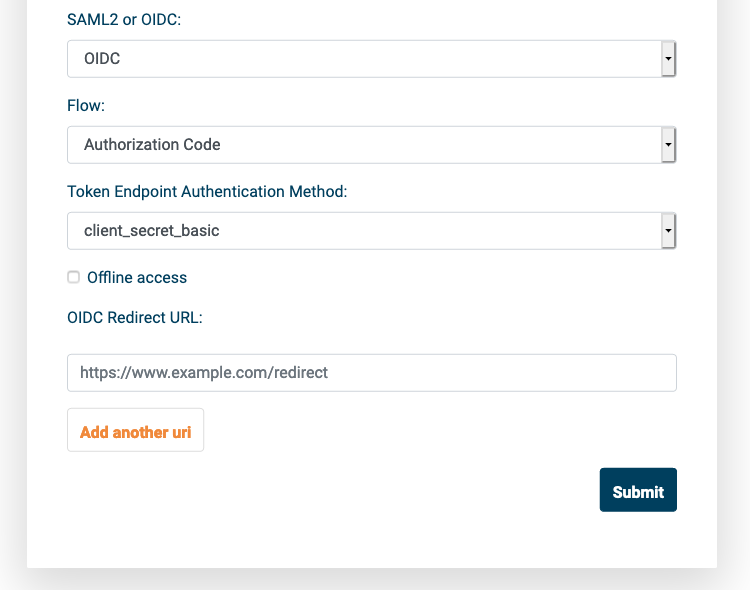 SAML2 or OIDC:
OIDC
Flow:
Authorization Code
Token Endpoint Authentication Method:
client_secret_basic
Offline access
OIDC Redirect URL:
https://www.example.com/redirect
Add another uri
Submit